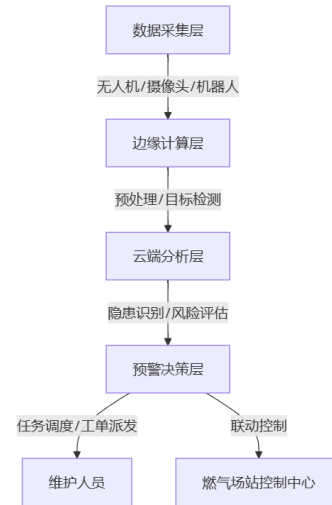 数据采集层
无人机/摄像头/机器人
边缘计算层
预处理/目标检测
云端分析层
隐患识别/风险评估
预警决策层
任务调度/工单派发
联动控制
维护人员
燃气场站控制中心